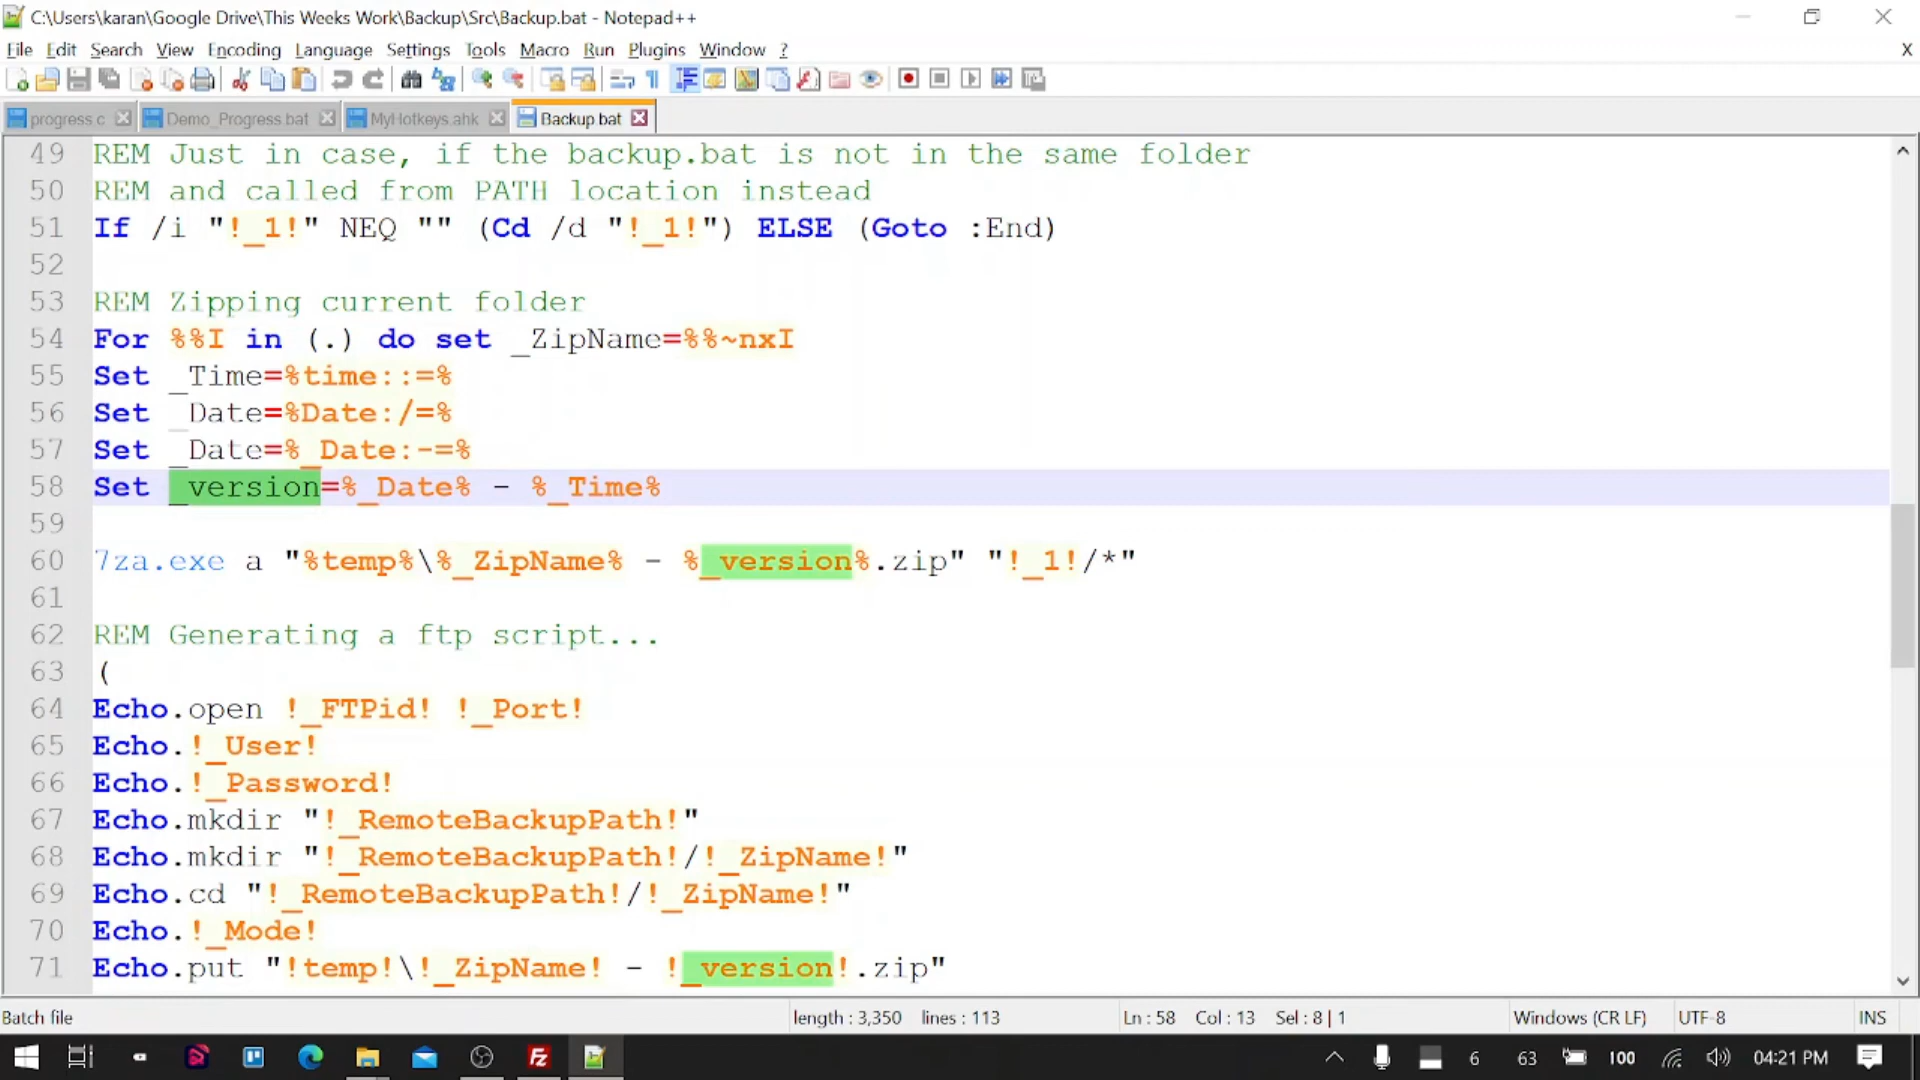 C:\Users\karan\Google Drive\This Weeks Work\Backup\Src\Backup.bat - Notepad++
File Edit Search View Encoding Language Settings Tools Macro Run Plugins Window ? X
progress.c Demo_Progress.bat MyHotkeys.ahk Backup.bat
49 REM Just in case, if the backup.bat is not in the same folder
50 REM and called from PATH location instead
51 If /i "!_1!" NEQ "" (Cd /d "!_1!") ELSE (Goto :End)
52
53 REM Zipping current folder
54 For %%I in (.) do set _ZipName=%%~nxI
55 Set _Time=%time::=%
56 Set _Date=%Date:/=%
57 Set _Date=%_Date:-=%
58 Set _version=%_Date% - %_Time%
59
60 7za.exe a "%temp%\%_ZipName% - %_version%.zip" "!_1!/*"
61
62 REM Generating a ftp script...
63 (
64 Echo.open !_FTPid! !_Port!
65 Echo.!_User!
66 Echo.!_Password!
67 Echo.mkdir "!_RemoteBackupPath!"
68 Echo.mkdir "!_RemoteBackupPath!/!_ZipName!"
69 Echo.cd "!_RemoteBackupPath!/!_ZipName!"
70 Echo.!_Mode!
71 Echo.put "!temp!\!_ZipName! - !_version!.zip"
Batch file length : 3,350 lines : 113 Ln : 58 Col : 13 Sel : 8 | 1 Windows (CR LF) UTF-8 INS
Fz 6 63 100 04:21 PM